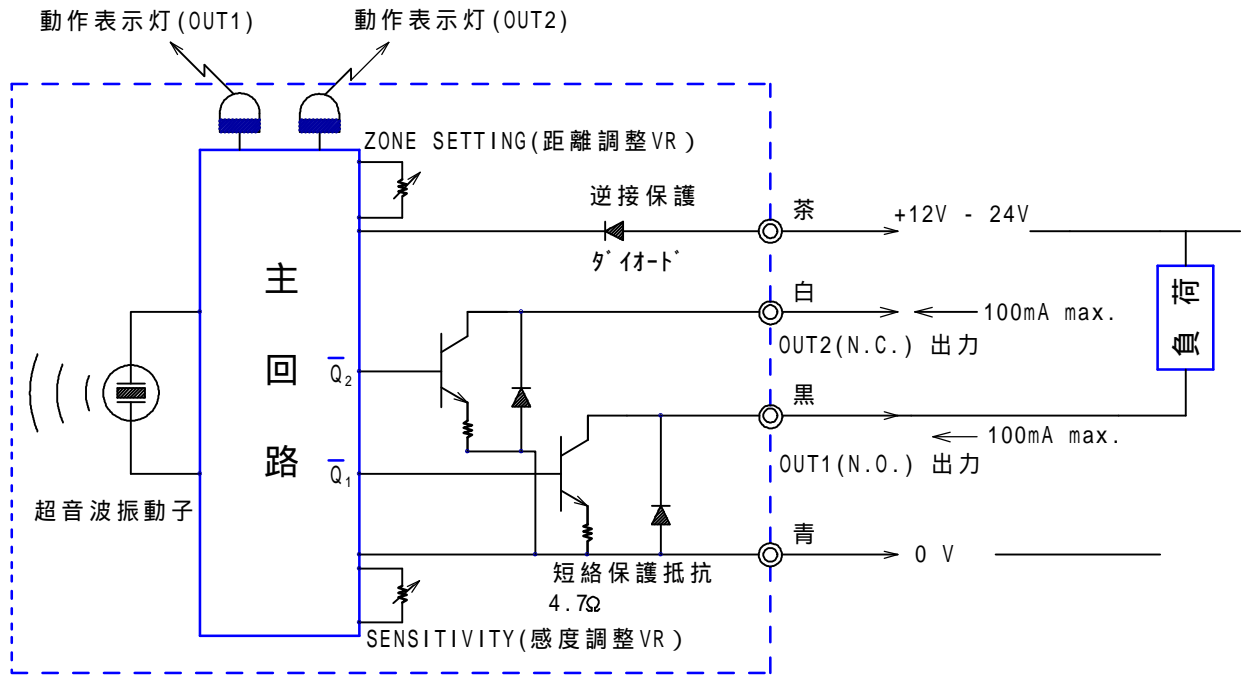 動作表示灯(OUT1)
動作表示灯(OUT2)
ZONE SETTING(距離調整VR)
逆接保護
ﾀﾞｲｵｰﾄﾞ
茶
+12V - 24V
主回路
負荷
白
100mA max.
OUT2(N.C.) 出力
Q̅2
黒
100mA max.
OUT1(N.O.) 出力
Q̅1
超音波振動子
青
0 V
短絡保護抵抗
4.7Ω
SENSITIVITY(感度調整VR)